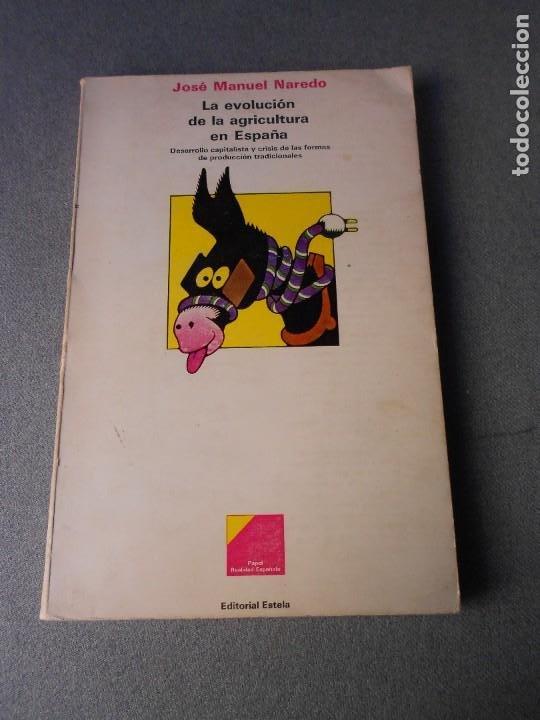 José Manuel Naredo
La evolución
de la agricultura
en España
Desarrollo capitalista y crisis de las formas
de producción tradicionales
Papel
Realidad Española
Editorial Estela
todocoleccion